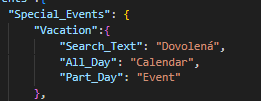 "Special_Events": {
"Vacation":{
"Search_Text": "Dovolená",
"All_Day": "Calendar",
"Part_Day": "Event"
},